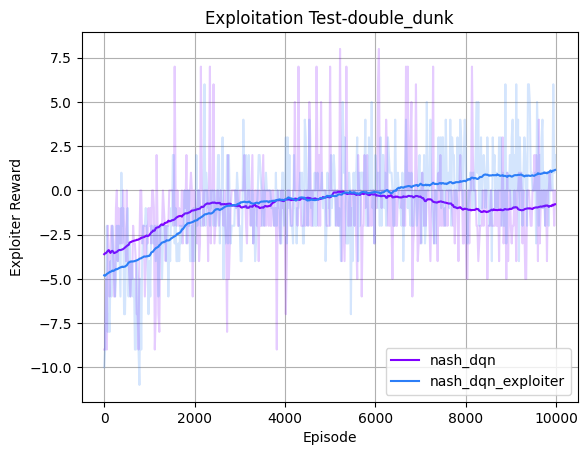 Exploitation Test-double_dunk
Exploiter Reward
7.5
5.0
2.5
0.0
−2.5
−5.0
−7.5
−10.0
0
2000
4000
6000
8000
10000
Episode
nash_dqn
nash_dqn_exploiter